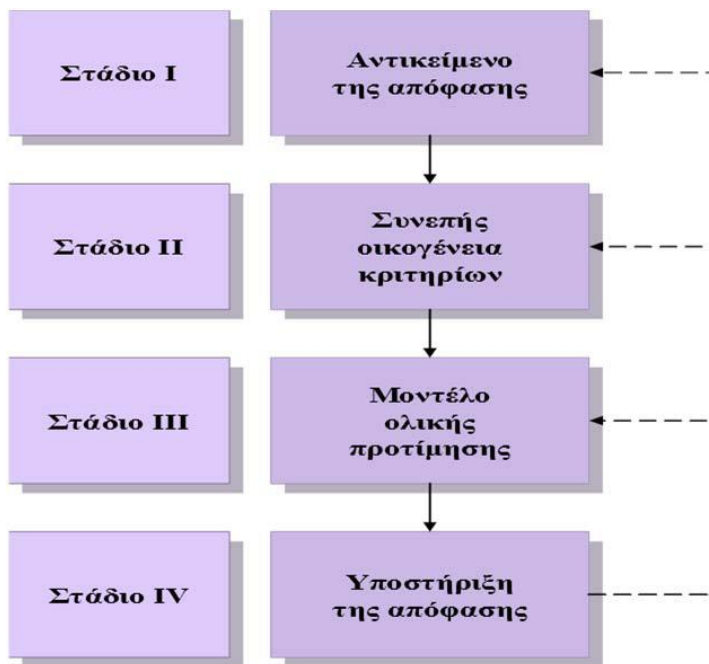 Στάδιο I
Αντικείμενο
της απόφασης
Στάδιο II
Συνεπής
οικογένεια
κριτηρίων
Στάδιο III
Μοντέλο
ολικής
προτίμησης
Στάδιο IV
Υποστήριξη
της απόφασης